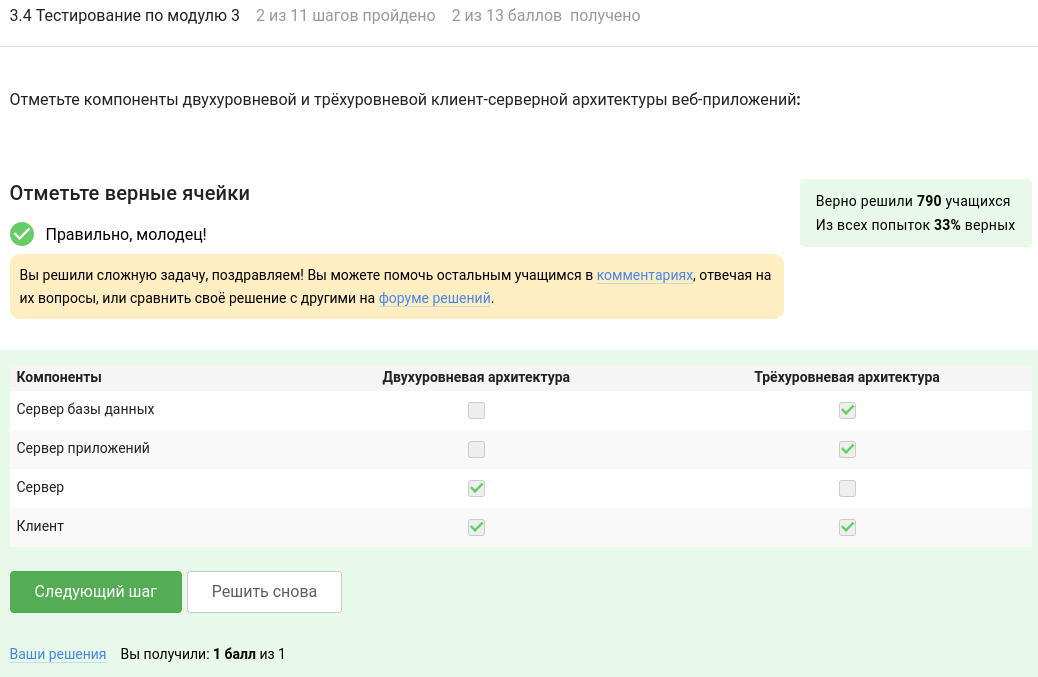 3.4 Тестирование по модулю 3 2 из 11 шагов пройдено 2 из 13 баллов получено
Отметьте компоненты двухуровневой и трёхуровневой клиент-серверной архитектуры веб-приложений:
Отметьте верные ячейки
Правильно, молодец!
Верно решили 790 учащихся
Из всех попыток 33% верных
Вы решили сложную задачу, поздравляем! Вы можете помочь остальным учащимся в комментариях, отвечая на
их вопросы, или сравнить своё решение с другими на форуме решений.
Компоненты Двухуровневая архитектура Трёхуровневая архитектура
Сервер базы данных
Сервер приложений
Сервер
Клиент
Следующий шаг Решить снова
Ваши решения Вы получили: 1 балл из 1